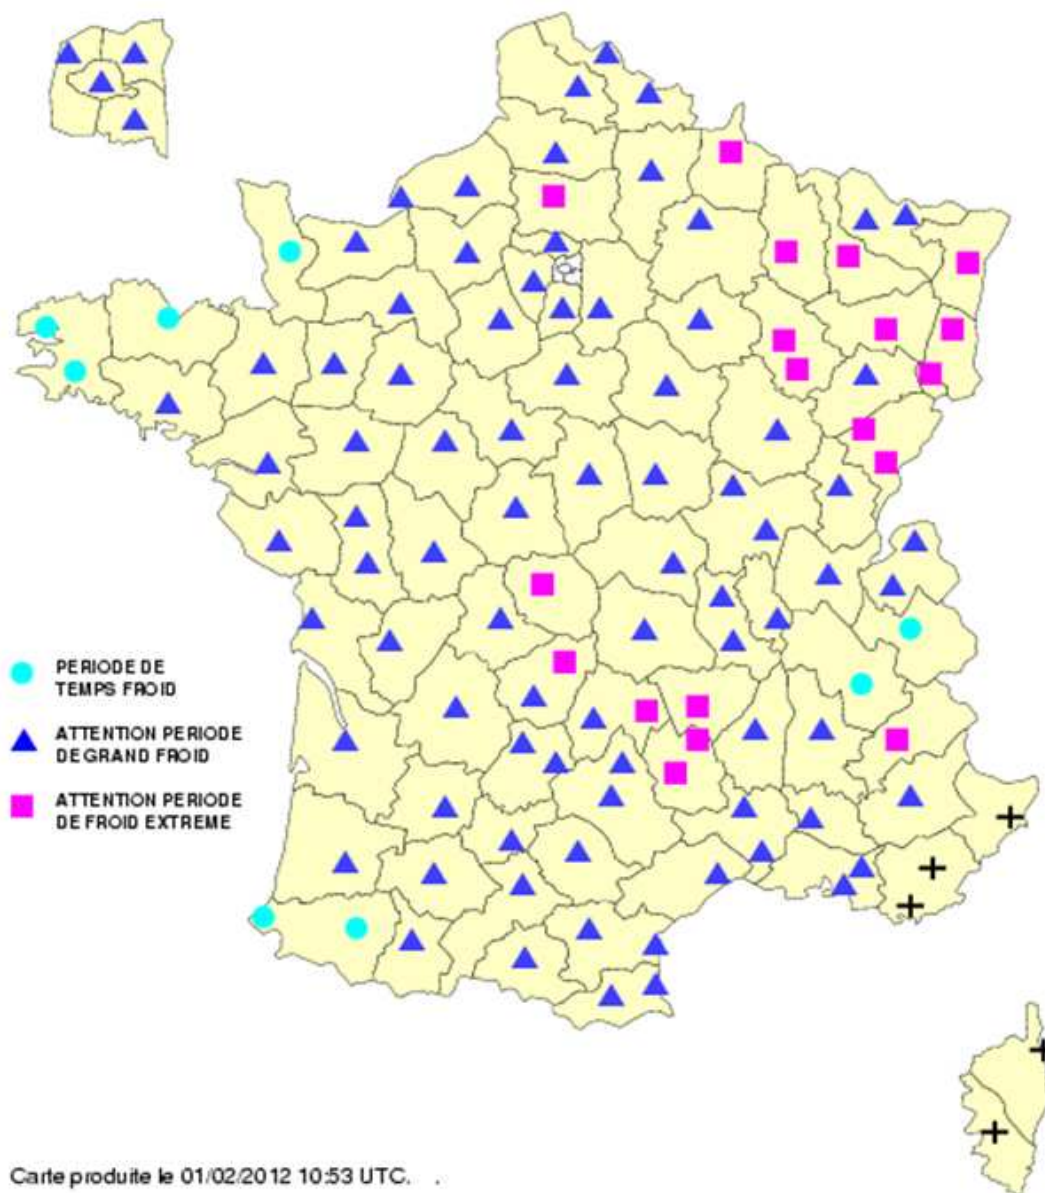 PERIODE DE
TEMPS FROID
ATTENTION PERIODE
DE GRAND FROID
ATTENTION PERIODE
DE FROID EXTREME
Carte produite le 01/02/2012 10:53 UTC. .